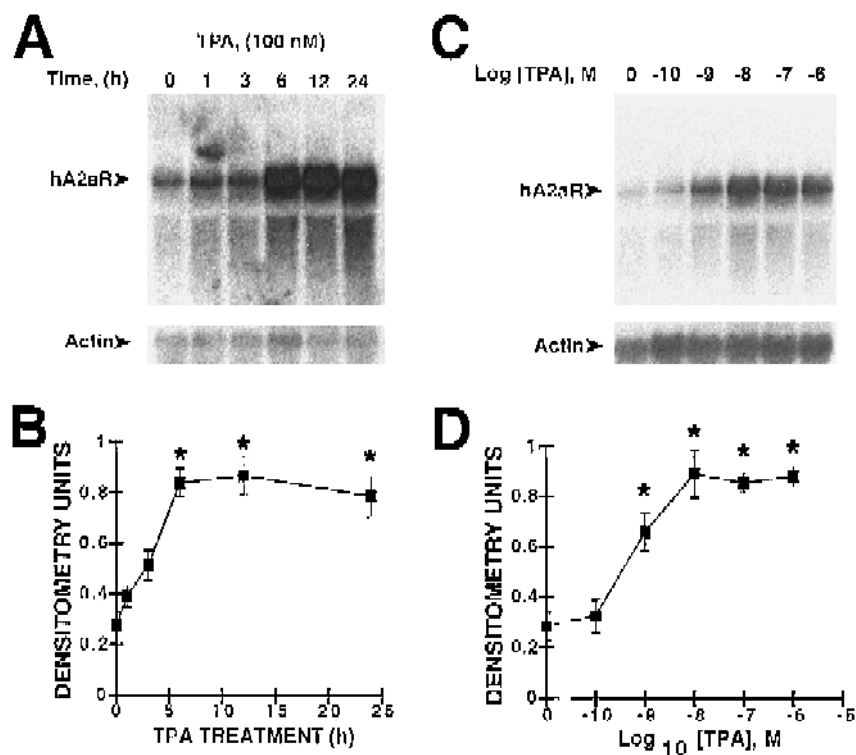 A
TPA, (100 nM)
Time, (h) 0 1 3 6 12 24
hA2aR
Actin
B
DENSITOMETRY UNITS
1
0.8
0.6
0.4
0.2
0
0 5 10 15 20 25
TPA TREATMENT (h)
C
Log [TPA], M 0 -10 -9 -8 -7 -6
hA2aR
Actin
D
DENSITOMETRY UNITS
1
0.8
0.6
0.4
0.2
0
0 -10 -9 -8 -7 -6 -5
Log 10 [TPA], M
* * *
* * * *